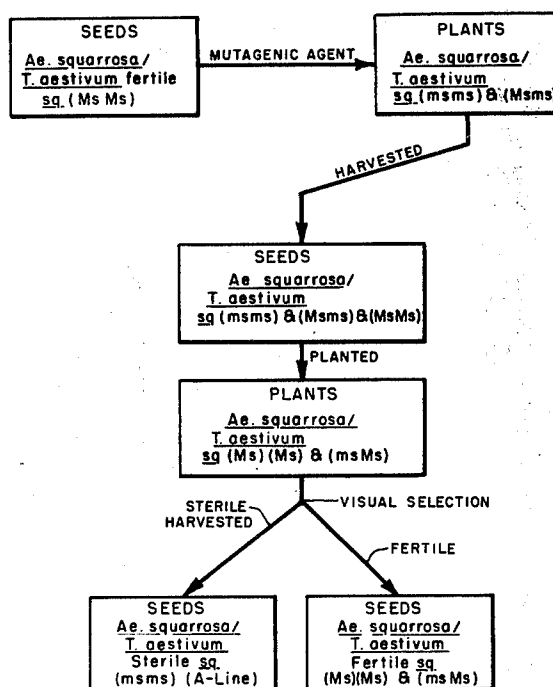 SEEDS
Ae. squarrosa/
T. aestivum fertile
sq (Ms Ms)
MUTAGENIC AGENT
PLANTS
Ae. squarrosa/
T. aestivum
sq (msms) & (Msms)
HARVESTED
SEEDS
Ae squarrosa/
T. aestivum
sq (msms) & (Msms) & (MsMs)
PLANTED
PLANTS
Ae. squarrosa/
T. aestivum
sq (Ms) (Ms) & (msMs)
VISUAL SELECTION
STERILE
HARVESTED
FERTILE
SEEDS
Ae. squarrosa/
T. aestivum
Sterile sq
(msms) (A-Line)
SEEDS
Ae. squarrosa/
T. aestivum
Fertile sq
(Ms)(Ms) & (msMs)